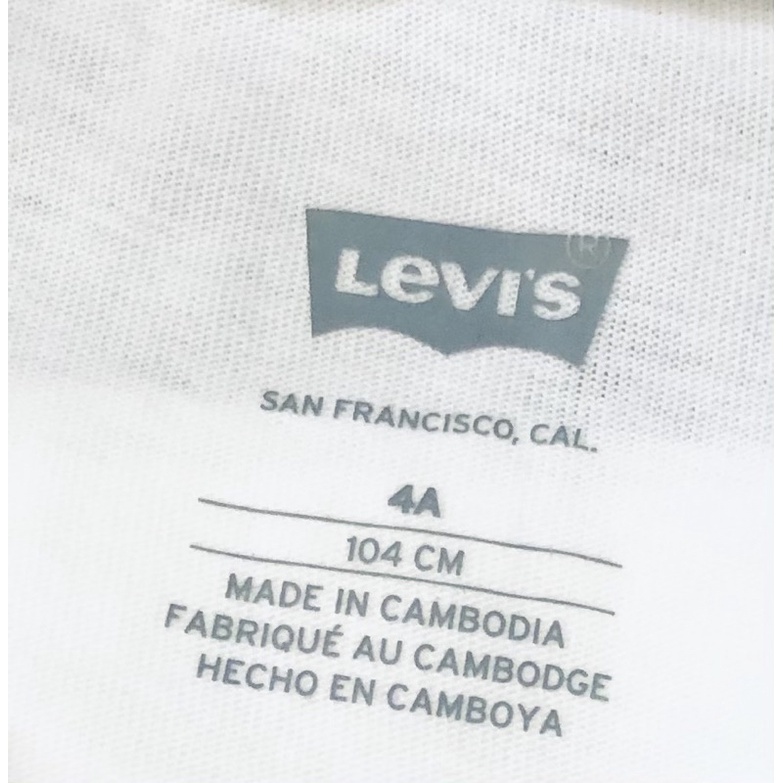 Levi's®
SAN FRANCISCO, CAL.
4A
104 CM
MADE IN CAMBODIA
FABRIQUÉ AU CAMBODGE
HECHO EN CAMBOYA